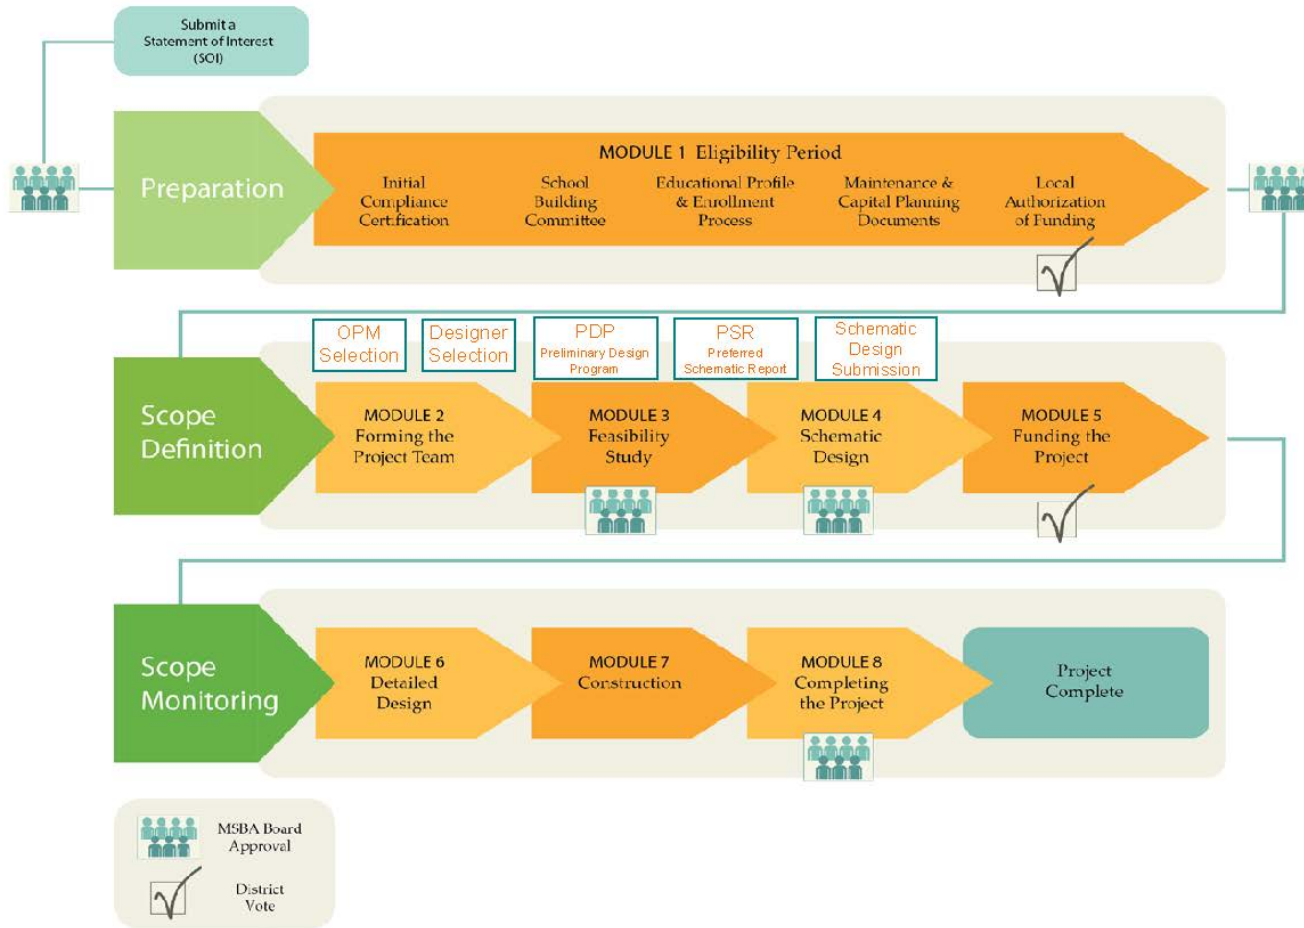 Submit a
Statement of Interest
(SOI)
Preparation
MODULE 1 Eligibility Period
Initial
Compliance
Certification
School
Building
Committee
Educational Profile
& Enrollment
Process
Maintenance &
Capital Planning
Documents
Local
Authorization
of Funding
OPM
Selection
Designer
Selection
PDP
Preliminary Design
Program
PSR
Preferred
Schematic Report
Schematic
Design
Submission
Scope
Definition
MODULE 2
Forming the
Project Team
MODULE 3
Feasibility
Study
MODULE 4
Schematic
Design
MODULE 5
Funding the
Project
Scope
Monitoring
MODULE 6
Detailed
Design
MODULE 7
Construction
MODULE 8
Completing
the Project
Project
Complete
MSBA Board
Approval
District
Vote